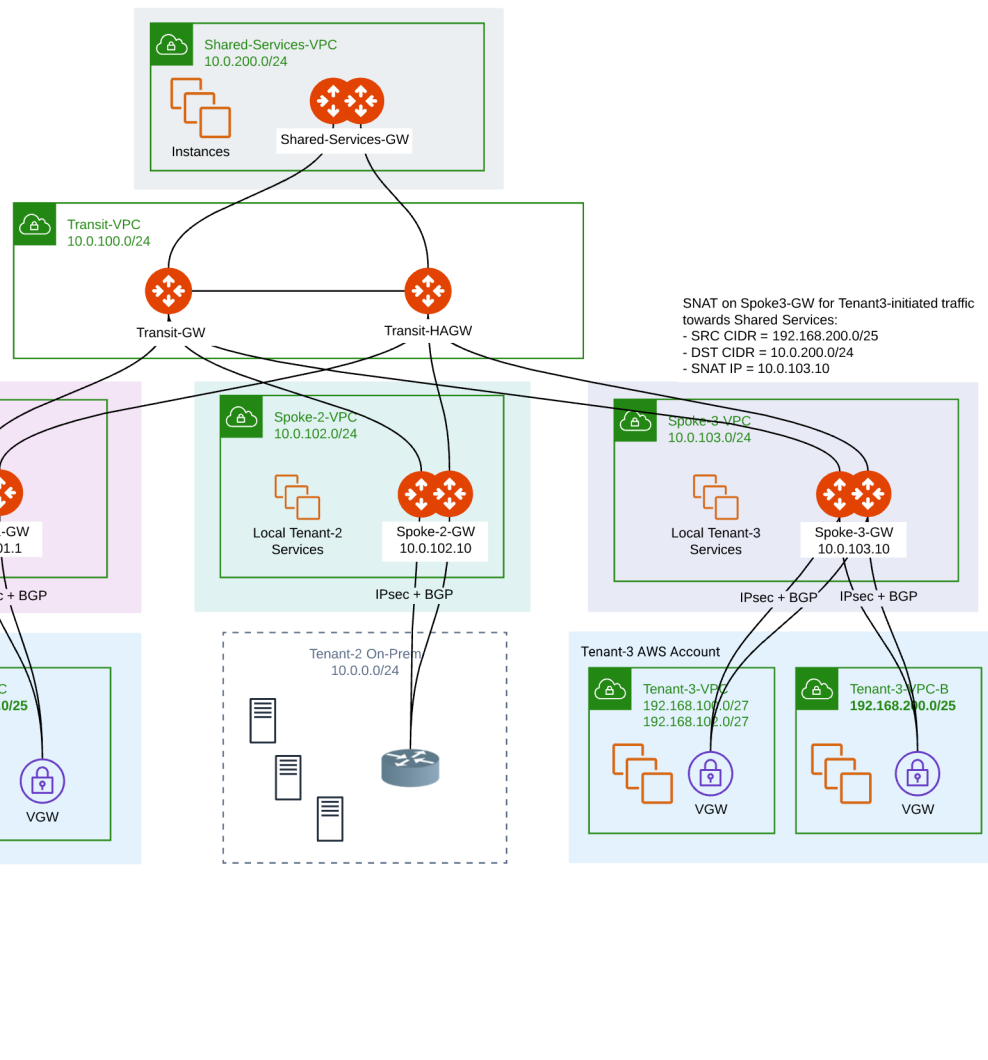 Shared-Services-VPC
10.0.200.0/24
Instances
Shared-Services-GW
Transit-VPC
10.0.100.0/24
Transit-GW
Transit-HAGW
SNAT on Spoke3-GW for Tenant3-initiated traffic
towards Shared Services:
- SRC CIDR = 192.168.200.0/25
- DST CIDR = 10.0.200.0/24
- SNAT IP = 10.0.103.10
-GW
01.1
c + BGP
C
.0/25
VGW
Spoke-2-VPC
10.0.102.0/24
Local Tenant-2
Services
Spoke-2-GW
10.0.102.10
IPsec + BGP
Tenant-2 On-Prem
10.0.0.0/24
Spoke-3-VPC
10.0.103.0/24
Local Tenant-3
Services
Spoke-3-GW
10.0.103.10
IPsec + BGP
IPsec + BGP
Tenant-3 AWS Account
Tenant-3-VPC
192.168.100.0/27
192.168.102.0/27
VGW
Tenant-3-VPC-B
192.168.200.0/25
VGW